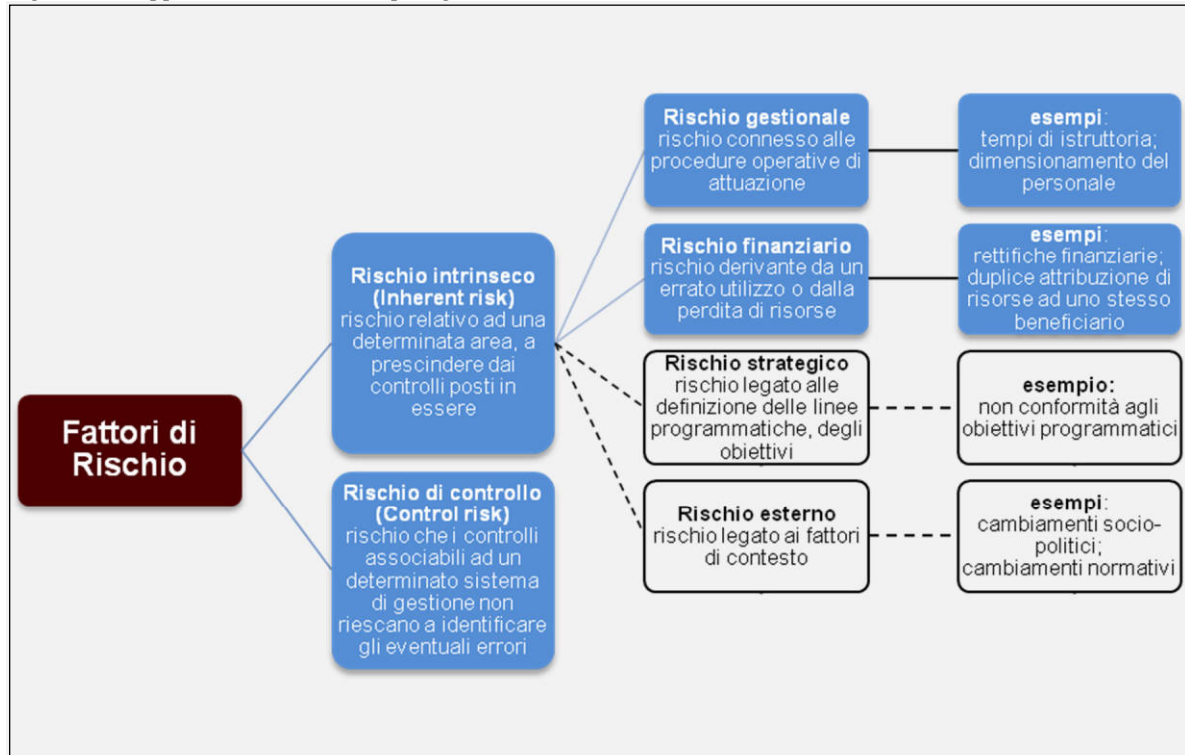 Fattori di
Rischio
Rischio intrinseco
(Inherent risk)
rischio relativo ad una
determinata area, a
prescindere dai
controlli posti in
essere
Rischio di controllo
(Control risk)
rischio che i controlli
associabili ad un
determinato sistema
di gestione non
riescano a identificare
gli eventuali errori
Rischio gestionale
rischio connesso alle
procedure operative di
attuazione
esempi:
tempi di istruttoria;
dimensionamento del
personale
Rischio finanziario
rischio derivante da un
errato utilizzo o dalla
perdita di risorse
esempi:
rettifiche finanziarie;
duplice attribuzione di
risorse ad uno stesso
beneficiario
Rischio strategico
rischio legato alle
definizione delle linee
programmatiche, degli
obiettivi
esempio:
non conformità agli
obiettivi programmatici
Rischio esterno
rischio legato ai fattori
di contesto
esempi:
cambiamenti socio-
politici;
cambiamenti normativi